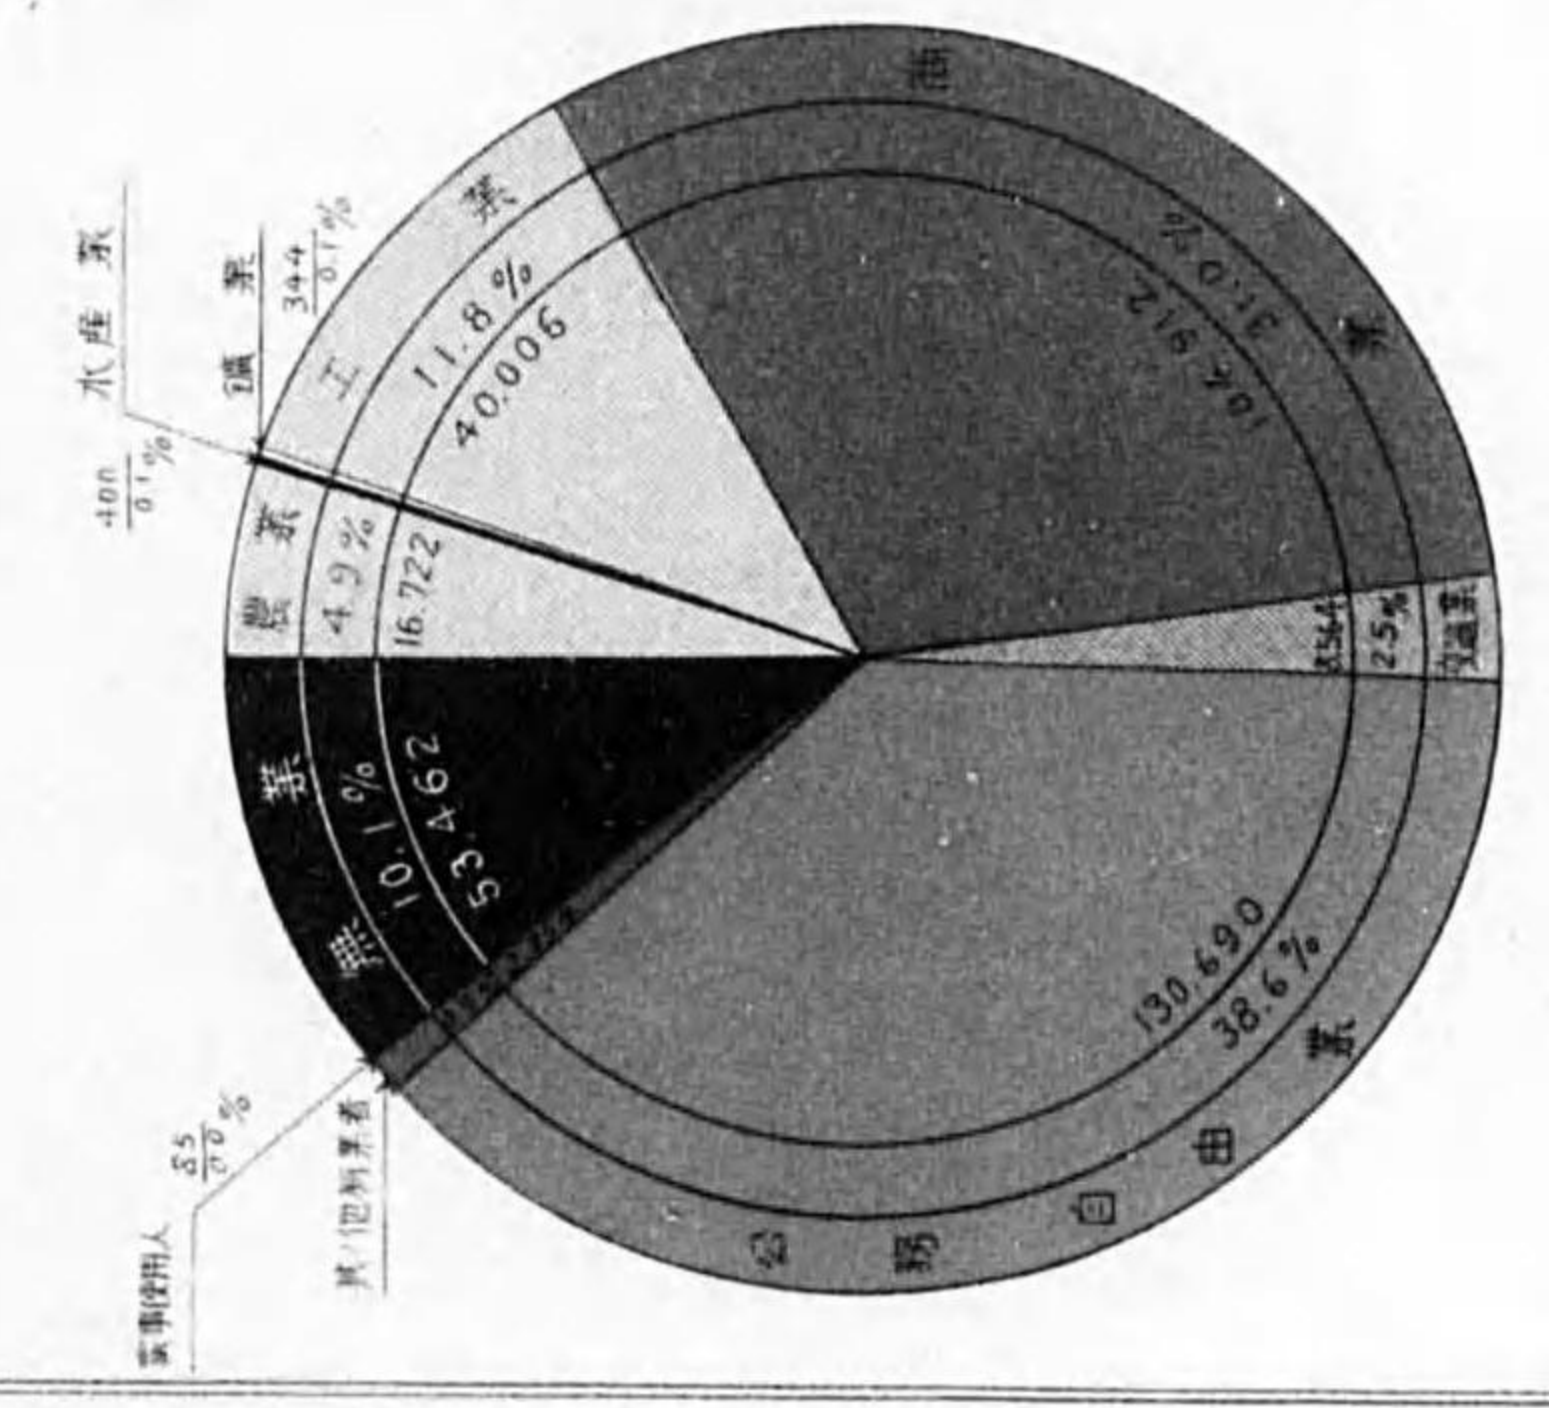 農業
4.9%
16.722
水産業
400
0.1%
鑛業
344
0.1%
工業
11.8%
40.006
商業
31.0%
104.912
交通業
2.5%
公務自由業
38.6%
130.690
其ノ他有業者
家事使用人
85
0.0%
無業
10.1%
53.462